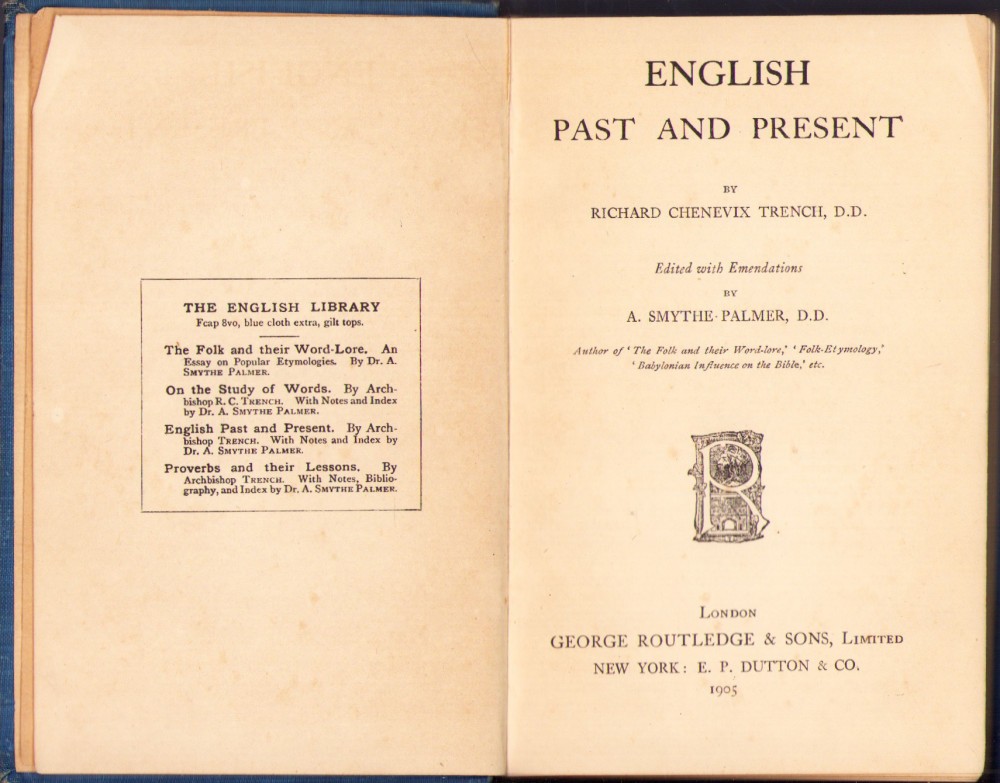 THE ENGLISH LIBRARY
Fcap 8vo, blue cloth extra, gilt tops.
The Folk and their Word-Lore. An
Essay on Popular Etymologies. By Dr. A.
SMYTHE PALMER.
On the Study of Words. By Arch-
bishop R. C. TRENCH. With Notes and Index
by Dr. A. SMYTHE PALMER.
English Past and Present. By Arch-
bishop TRENCH. With Notes and Index by
Dr. A. SMYTHE PALMER.
Proverbs and their Lessons. By
Archbishop TRENCH. With Notes, Biblio-
graphy, and Index by Dr. A. SMYTHE PALMER.
ENGLISH
PAST AND PRESENT
BY
RICHARD CHENEVIX TRENCH, D.D.
Edited with Emendations
BY
A. SMYTHE PALMER, D.D.
Author of ‘ The Folk and their Word-lore,’ ‘ Folk-Etymology,’
‘ Babylonian Influence on the Bible,’ etc.
R
LONDON
GEORGE ROUTLEDGE & SONS, LIMITED
NEW YORK: E. P. DUTTON & CO.
1905